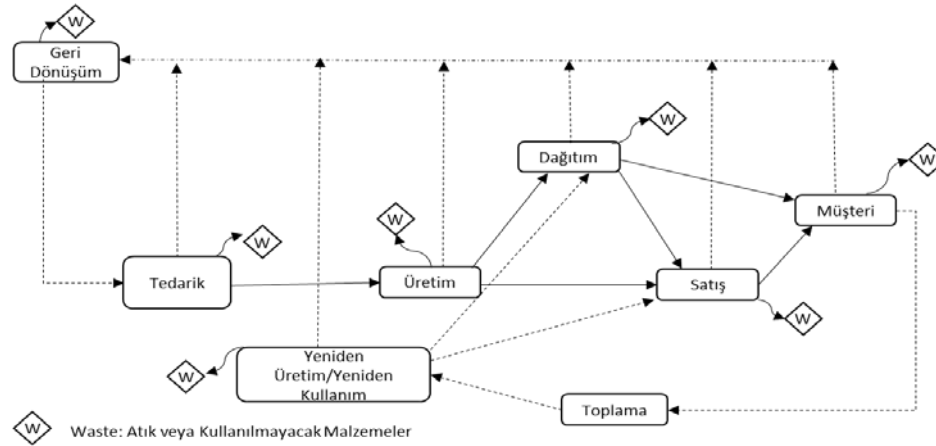 W
Geri
Dönüşüm
W
Dağıtım
W
Müşteri
W
W
Tedarik
W
Üretim
Satış
W
Yeniden
Üretim/Yeniden
Kullanım
W
Toplama
W Waste: Atık veya Kullanılmayacak Malzemeler